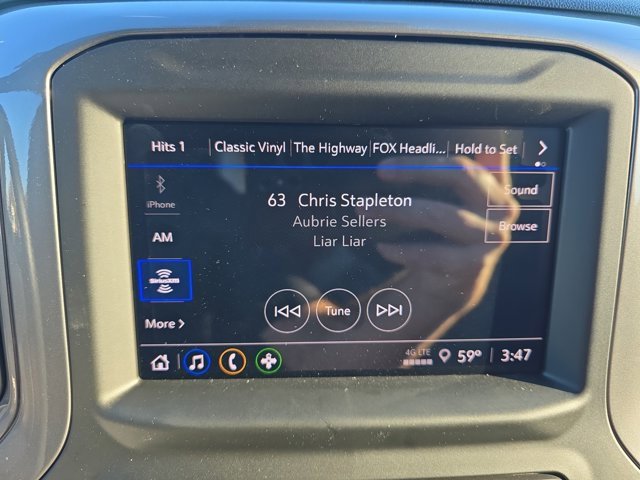 Hits 1 Classic Vinyl The Highway FOX Headli... Hold to Set
iPhone
63 Chris Stapleton
Sound
Aubrie Sellers
AM
Browse
Liar Liar
SiriusXM
Tune
More
4G LTE 59° 3:47